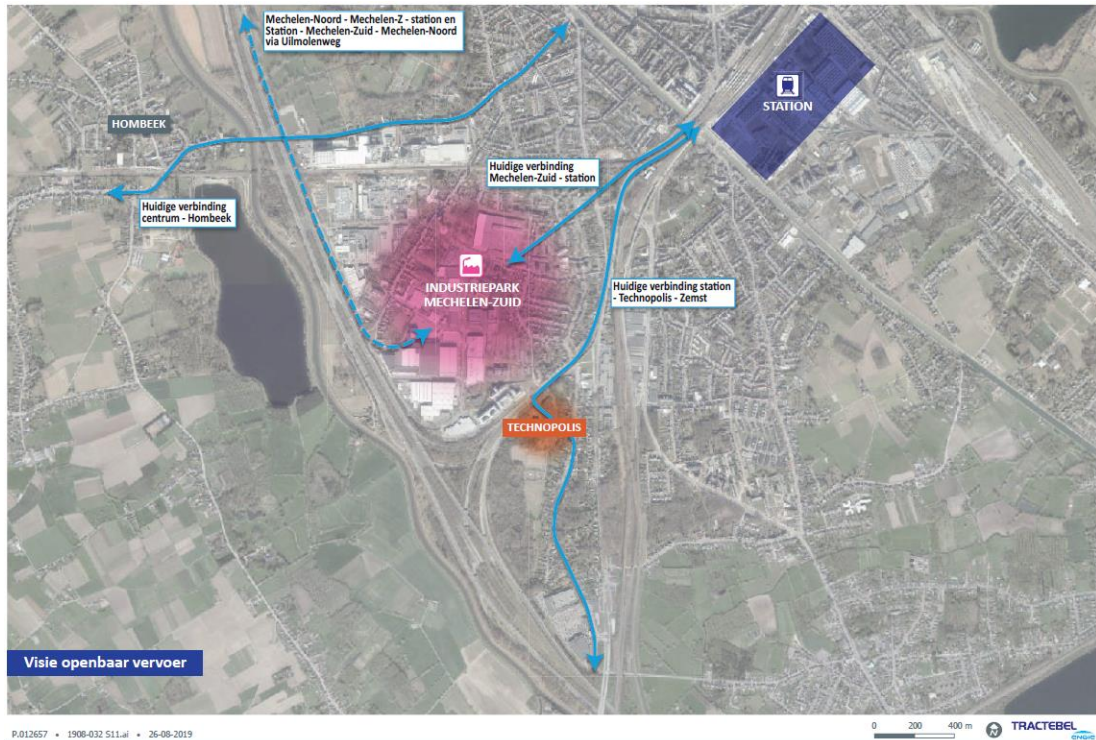 Mechelen-Noord - Mechelen-Z - station en
Station - Mechelen-Zuid - Mechelen-Noord
via Uilmolenweg
STATION
HOMBEEK
Huidige verbinding
Mechelen-Zuid - station
Huidige verbinding
centrum - Hombeek
INDUSTRIEPARK
MECHELEN-ZUID
Huidige verbinding station
- Technopolis - Zemst
TECHNOPOLIS
Visie openbaar vervoer
P.012657 • 1908-032 S11.ai • 26-08-2019
0 200 400 m
N
TRACTEBEL
ENGIE